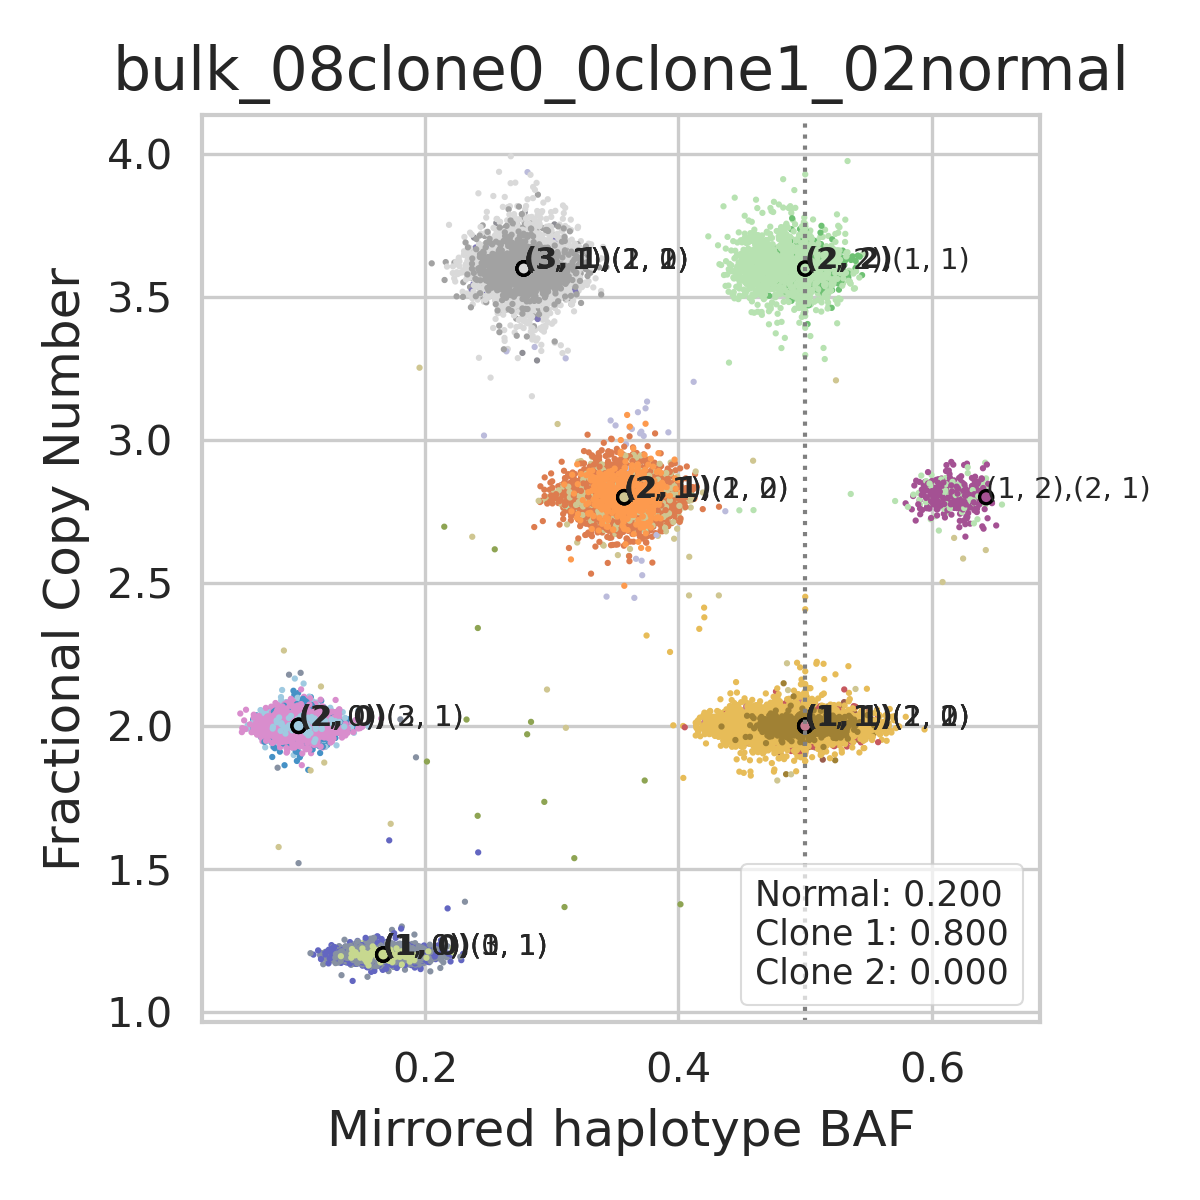 bulk_08clone0_0clone1_02normal
4.0
3.5
3.0
2.5
2.0
1.5
1.0
Fractional Copy Number
(3, 1)
(2, 2)
(1, 1)
(2, 1)
(1, 2),(2, 1)
(2, 0)
(1, 1)
(1, 0)
Normal: 0.200
Clone 1: 0.800
Clone 2: 0.000
0.2
0.4
0.6
Mirrored haplotype BAF